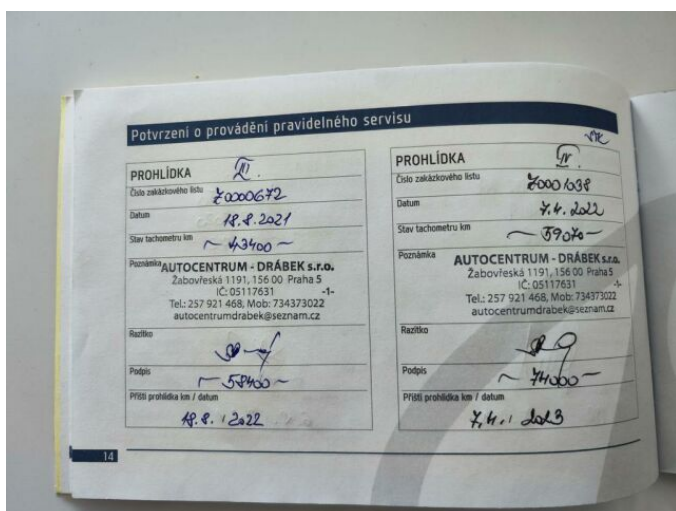 Potvrzení o provádění pravidelného servisu
PROHLÍDKA III.
Číslo zakázkového listu Z0000672
Datum 18.8.2021
Stav tachometru km ~ 43400 ~
Poznámka AUTOCENTRUM - DRÁBEK s.r.o.
Žabovřeská 1191, 156 00 Praha 5
IČ: 05117631 -1-
Tel.: 257 921 468, Mob: 734373022
autocentrumdrabek@seznam.cz
Razítko
Podpis
~ 58400 ~
Příští prohlídka km / datum
18.8.2022
STK
PROHLÍDKA IV.
Číslo zakázkového listu Z0001038
Datum 7.4.2022
Stav tachometru km ~ 59070 ~
Poznámka AUTOCENTRUM - DRÁBEK s.r.o.
Žabovřeská 1191, 156 00 Praha 5
IČ: 05117631 -1-
Tel.: 257 921 468, Mob: 734373022
autocentrumdrabek@seznam.cz
Razítko
Podpis
~ 74000 ~
Příští prohlídka km / datum
7.4.2023
14